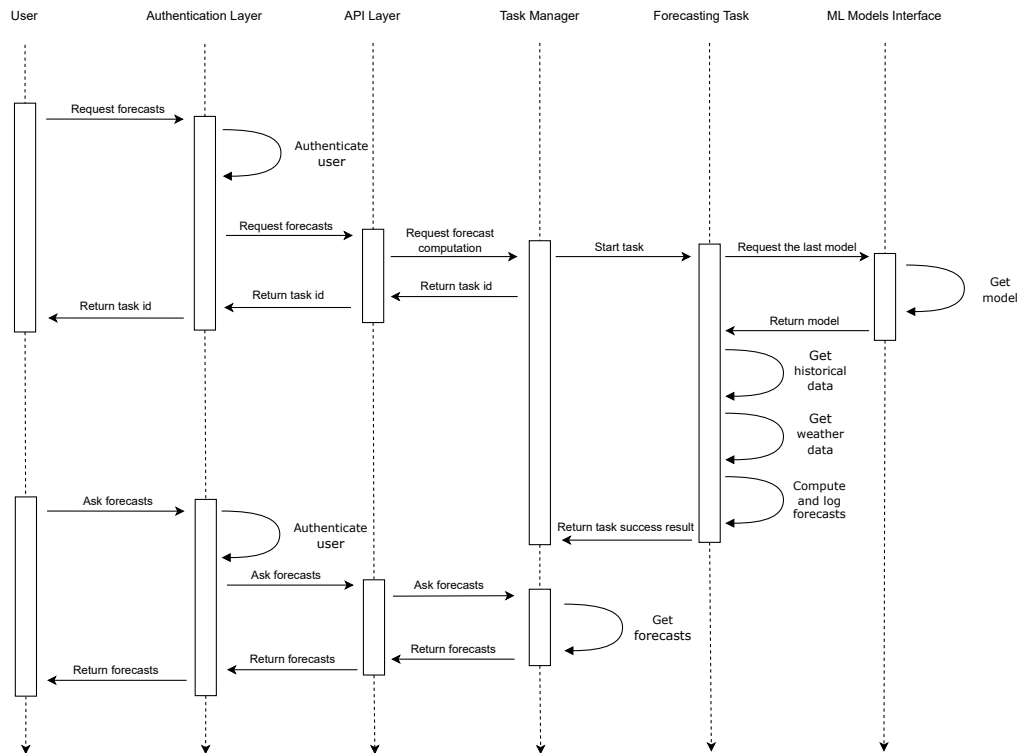 User
Authentication Layer
API Layer
Task Manager
Forecasting Task
ML Models Interface
Request forecasts
Authenticate
user
Request forecasts
Request forecast
computation
Start task
Request the last model
Get
model
Return task id
Return task id
Return task id
Return model
Get
historical
data
Get
weather
data
Compute
and log
forecasts
Return task success result
Ask forecasts
Authenticate
user
Ask forecasts
Ask forecasts
Get
forecasts
Return forecasts
Return forecasts
Return forecasts